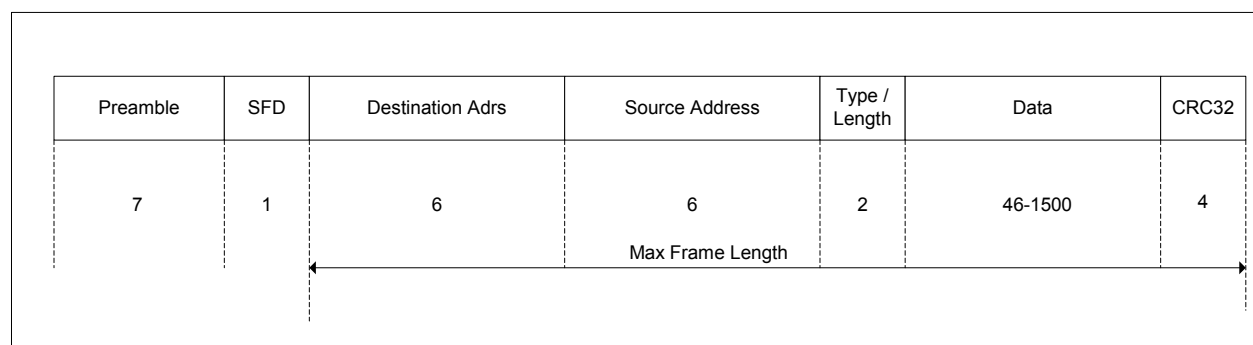 Preamble
SFD
Destination Adrs
Source Address
Type /
Length
Data
CRC32
7
1
6
6
2
46-1500
4
Max Frame Length